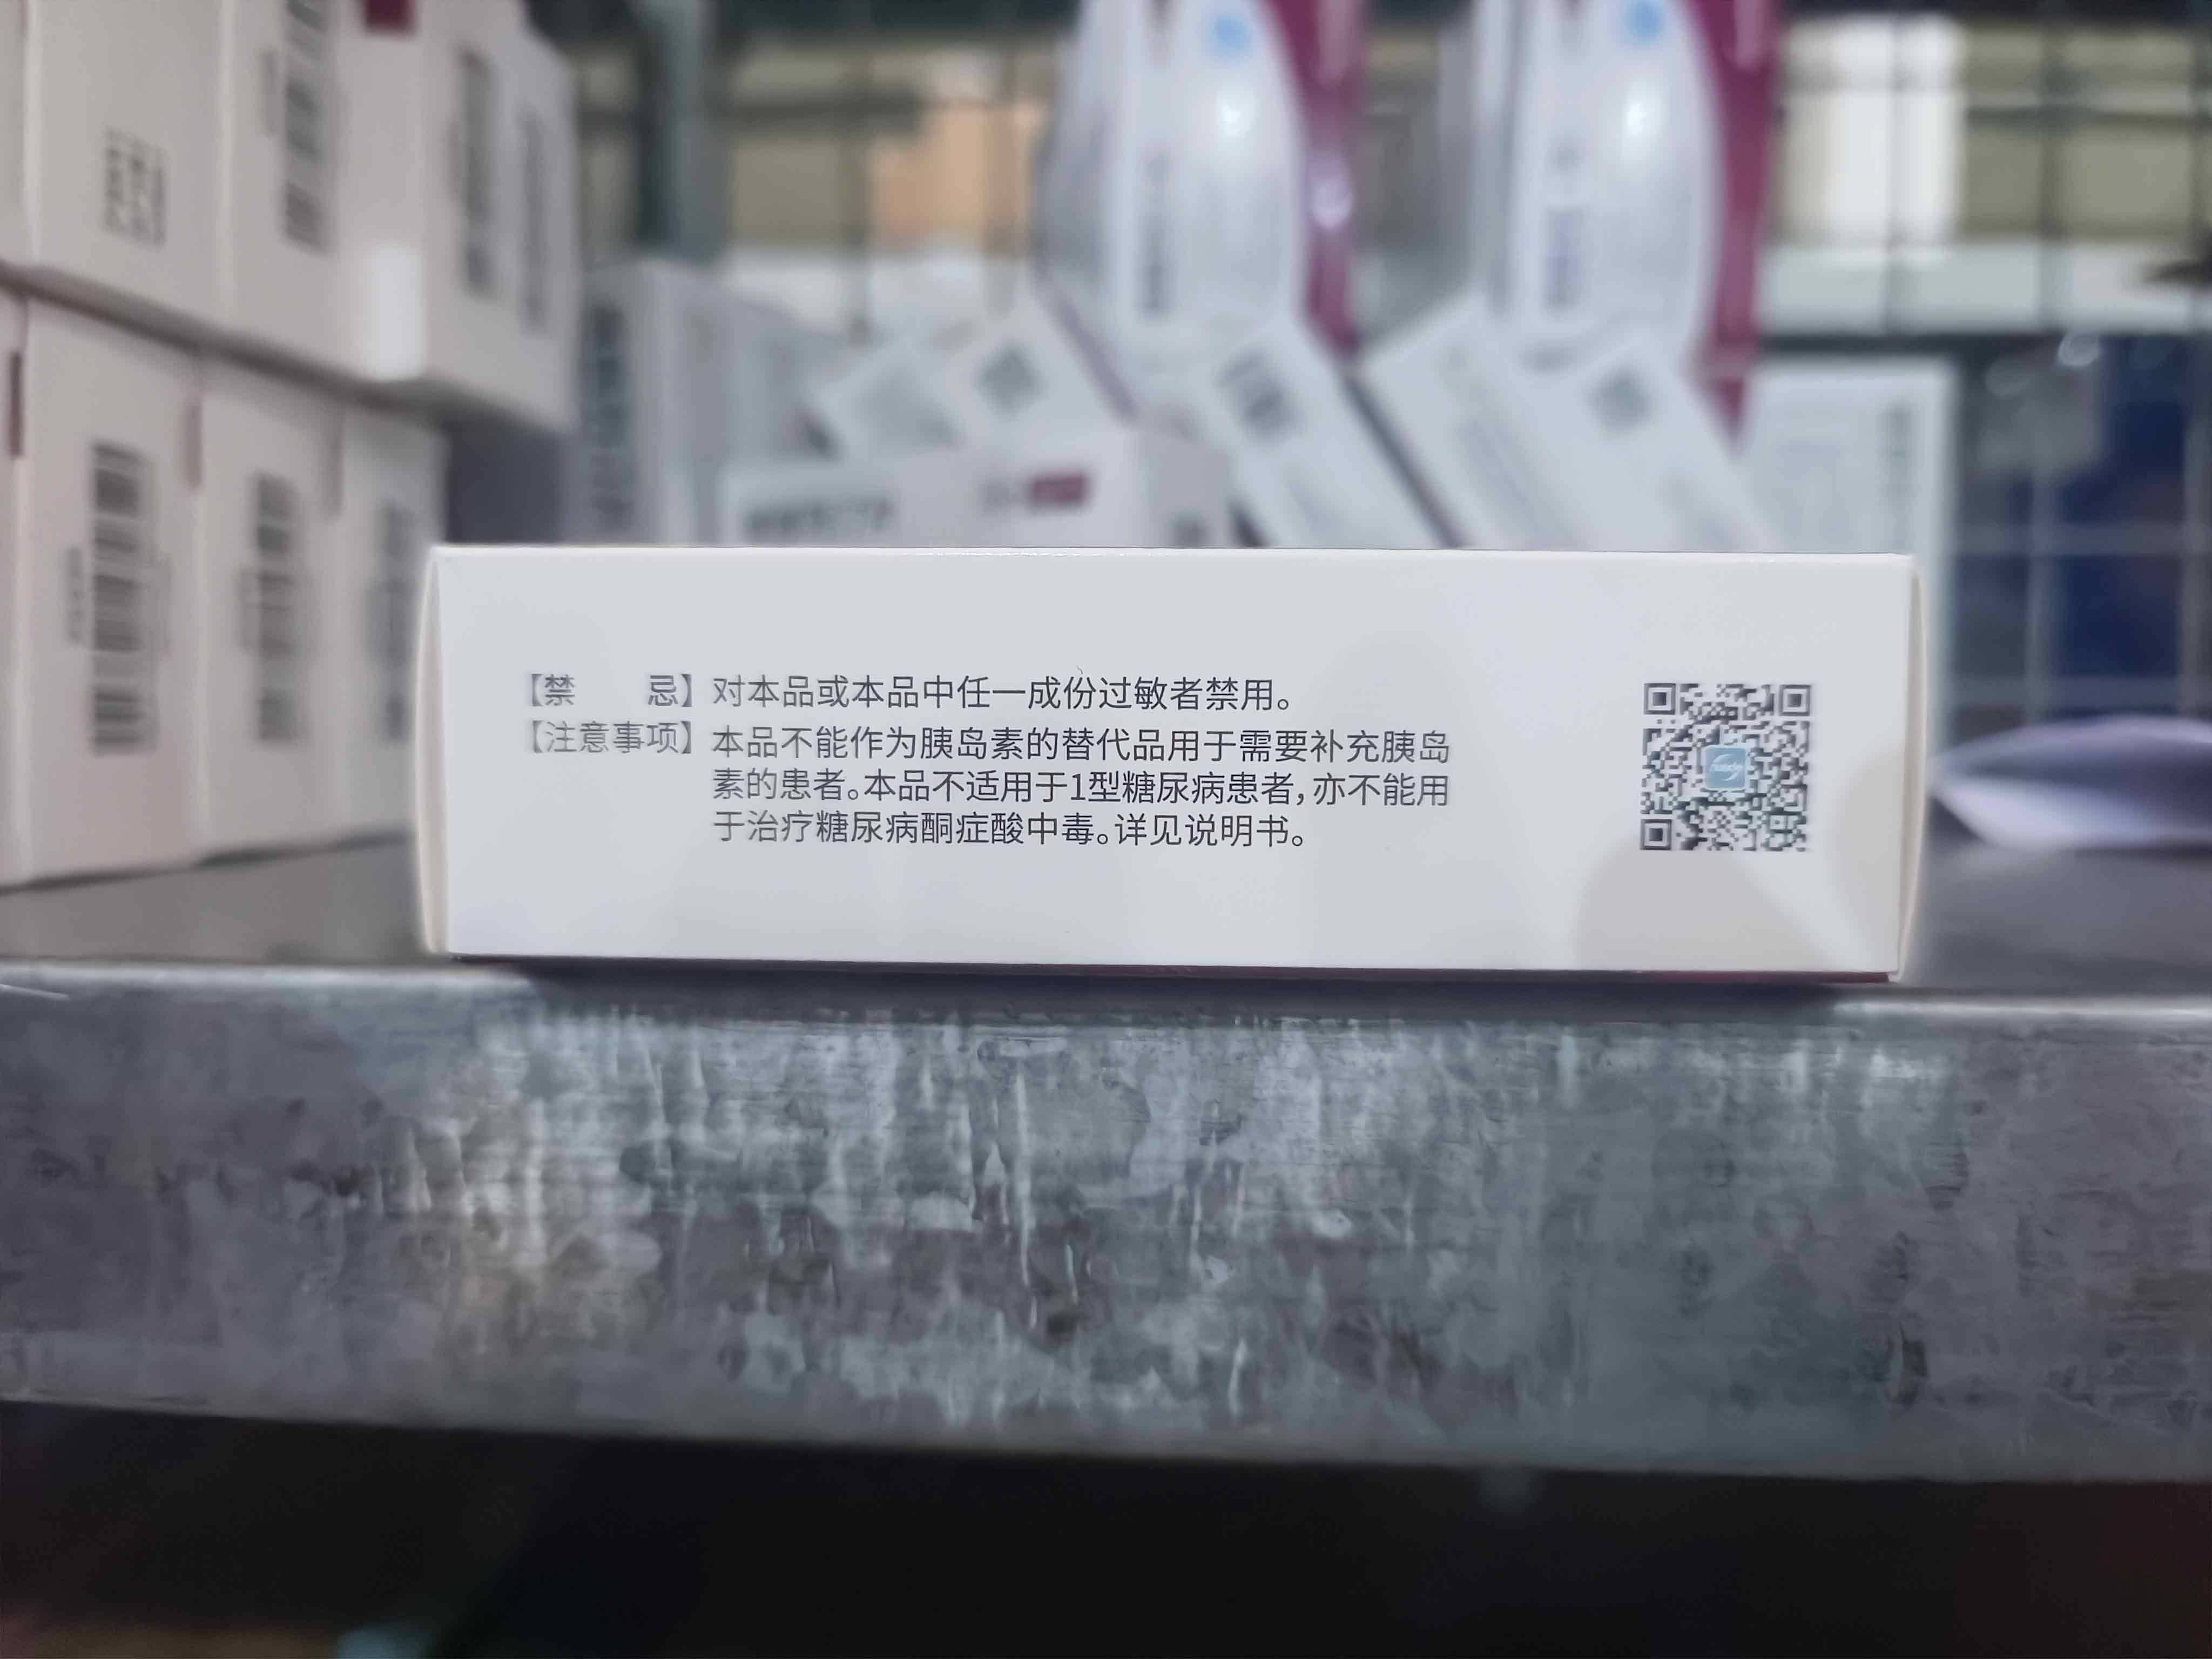 【禁 忌】对本品或本品中任一成份过敏者禁用。
【注意事项】本品不能作为胰岛素的替代品用于需要补充胰岛
素的患者。本品不适用于1型糖尿病患者,亦不能用
于治疗糖尿病酮症酸中毒。详见说明书。